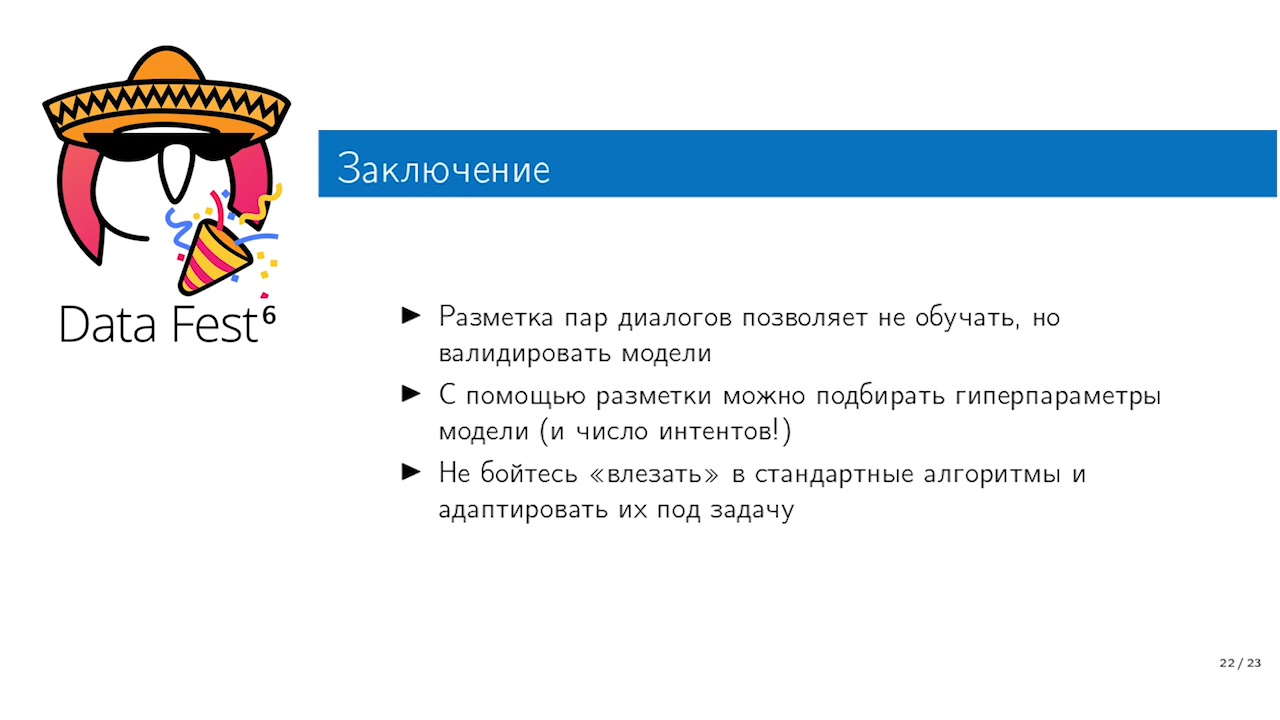 Data Fest⁶
Заключение
▶ Разметка пар диалогов позволяет не обучать, но
валидировать модели
▶ С помощью разметки можно подбирать гиперпараметры
модели (и число интентов!)
▶ Не бойтесь «влезать» в стандартные алгоритмы и
адаптировать их под задачу
22 / 23